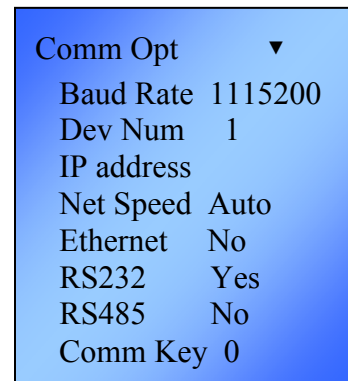 Comm Opt ▼
Baud Rate 1115200
Dev Num 1
IP address
Net Speed Auto
Ethernet No
RS232 Yes
RS485 No
Comm Key 0